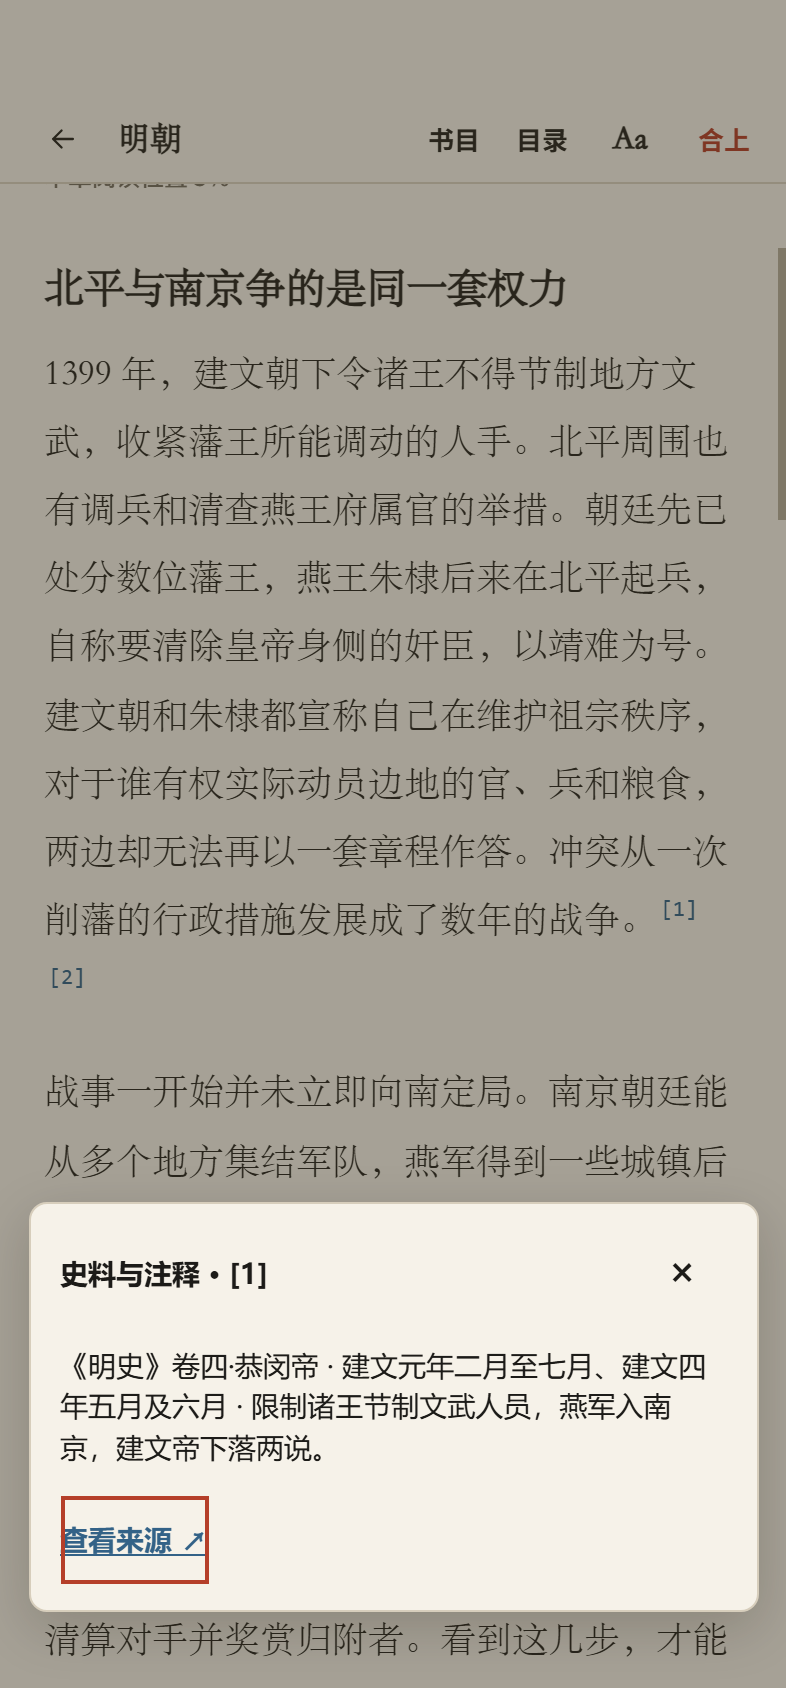 ← 明朝 书目 目录 Aa 合上
北平与南京争的是同一套权力
1399 年，建文朝下令诸王不得节制地方文
武，收紧藩王所能调动的人手。北平周围也
有调兵和清查燕王府属官的举措。朝廷先已
处分数位藩王，燕王朱棣后来在北平起兵，
自称要清除皇帝身侧的奸臣，以靖难为号。
建文朝和朱棣都宣称自己在维护祖宗秩序，
对于谁有权实际动员边地的官、兵和粮食，
两边却无法再以一套章程作答。冲突从一次
削藩的行政措施发展成了数年的战争。[1]
[2]
战事一开始并未立即向南定局。南京朝廷能
从多个地方集结军队，燕军得到一些城镇后
史料与注释 • [1] ×
《明史》卷四·恭闵帝 · 建文元年二月至七月、建文四
年五月及六月 · 限制诸王节制文武人员，燕军入南
京，建文帝下落两说。
查看来源 ↗
清算对手并奖赏归附者。看到这几步，才能